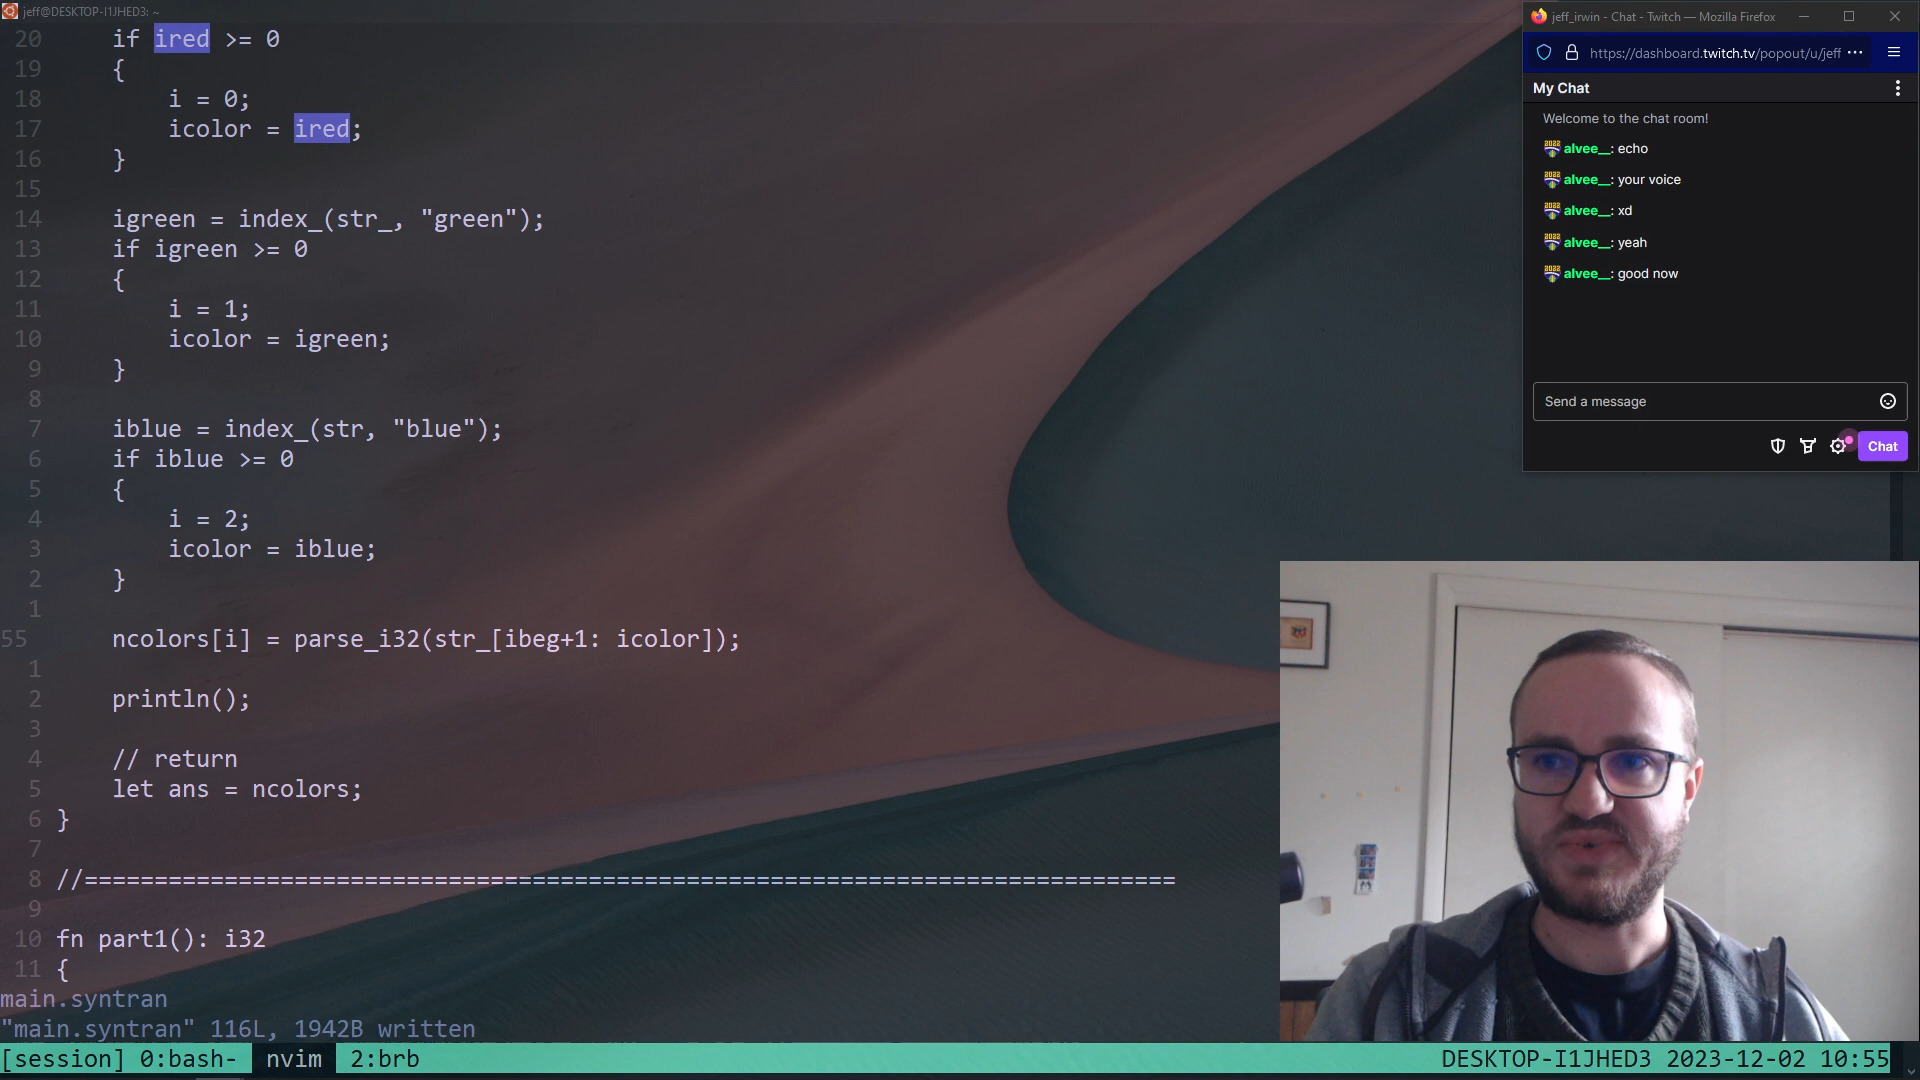 jeff@DESKTOP-I1JHED3: ~
20 if ired >= 0
19 {
18 i = 0;
17 icolor = ired;
16 }
15
14 igreen = index_(str_, "green");
13 if igreen >= 0
12 {
11 i = 1;
10 icolor = igreen;
9 }
8
7 iblue = index_(str, "blue");
6 if iblue >= 0
5 {
4 i = 2;
3 icolor = iblue;
2 }
1
55 ncolors[i] = parse_i32(str_[ibeg+1: icolor]);
1
2 println();
3
4 // return
5 let ans = ncolors;
6 }
7
8 //==============================================================================
9
10 fn part1(): i32
11 {
main.syntran
"main.syntran" 116L, 1942B written
[session] 0:bash- nvim 2:brb DESKTOP-I1JHED3 2023-12-02 10:55
jeff_irwin - Chat - Twitch — Mozilla Firefox
https://dashboard.twitch.tv/popout/u/jeff
My Chat
Welcome to the chat room!
alvee__: echo
alvee__: your voice
alvee__: xd
alvee__: yeah
alvee__: good now
Send a message
Chat